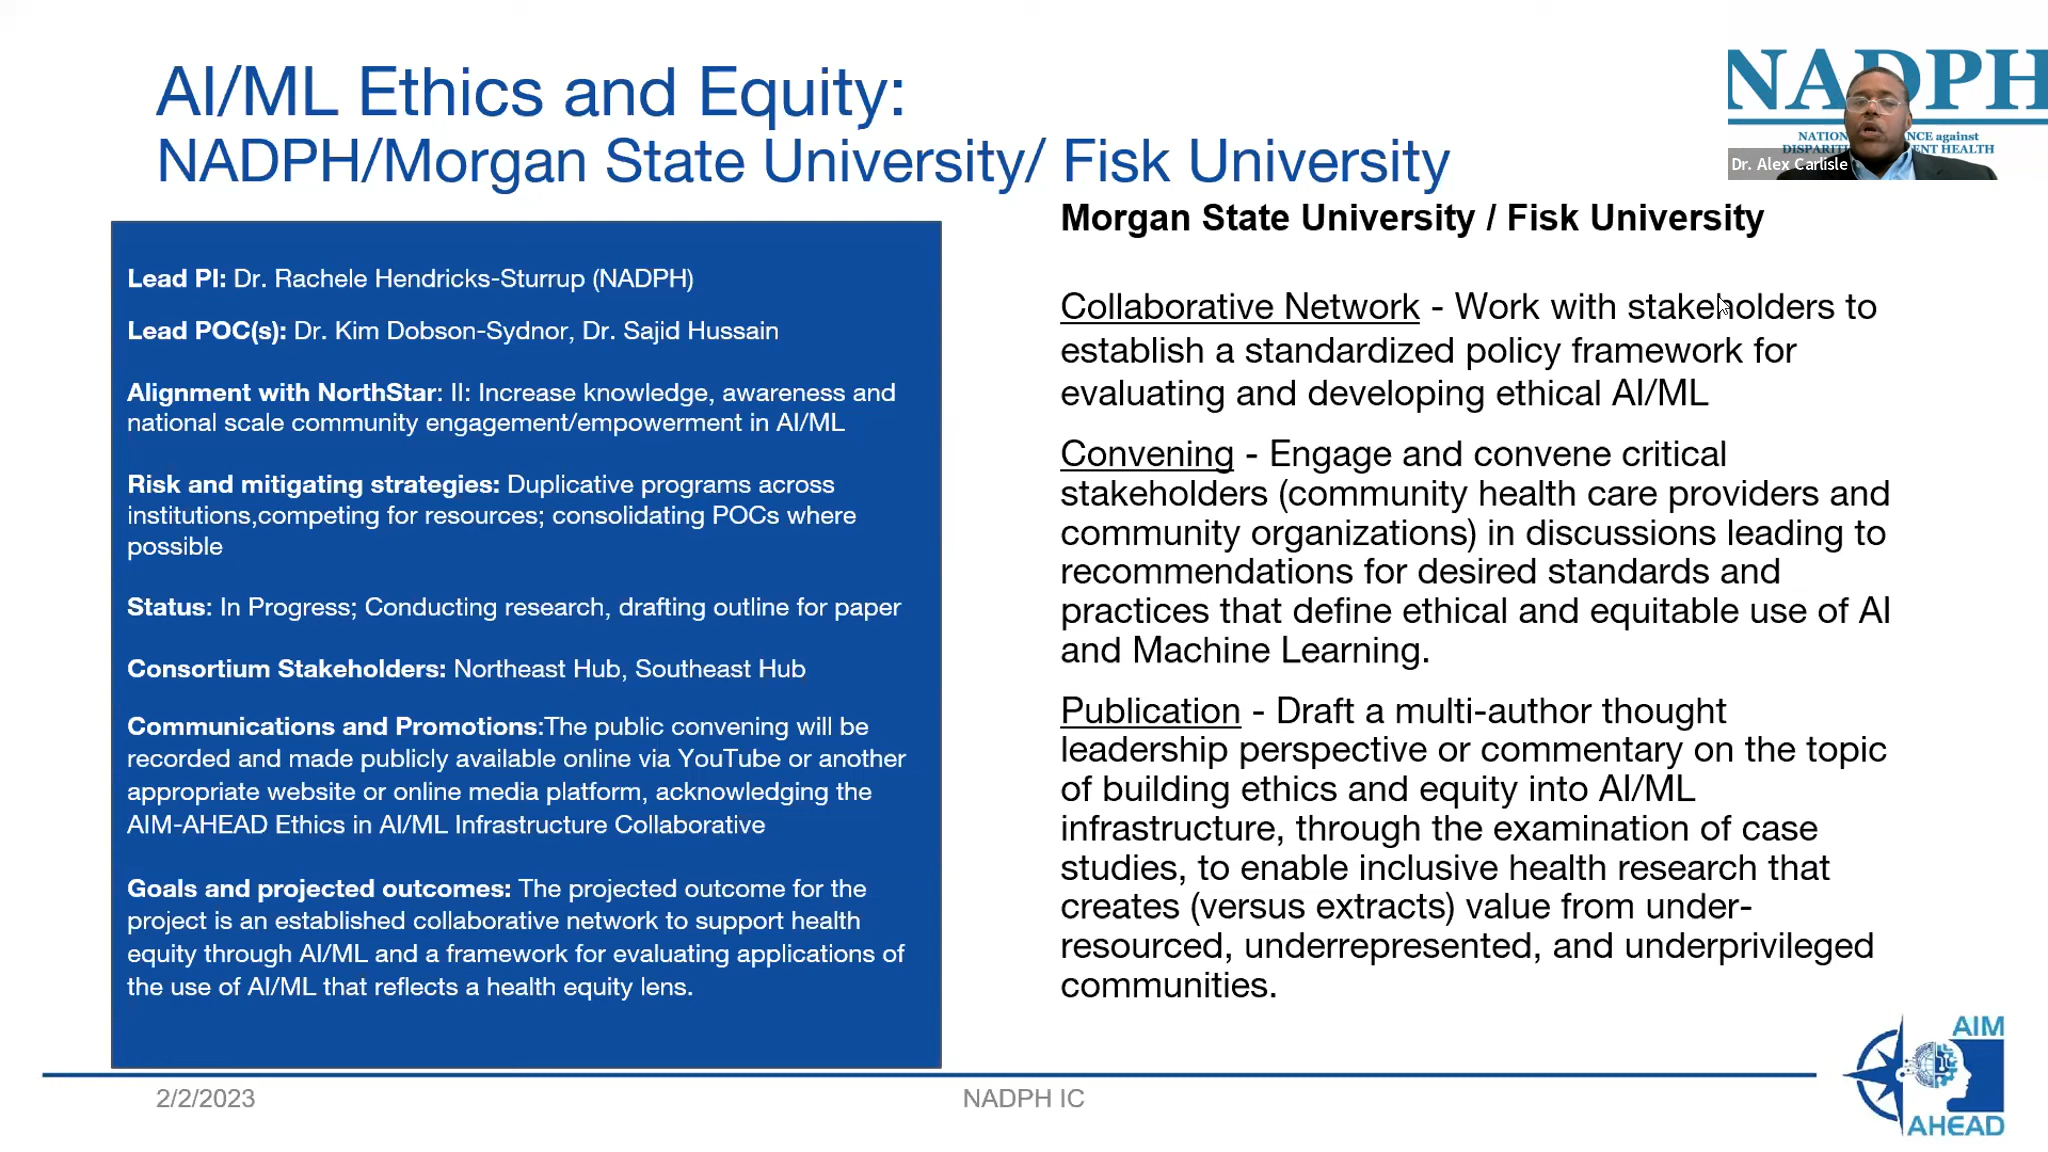 AI/ML Ethics and Equity:
NADPH/Morgan State University/ Fisk University
NADPH
NATION NCE against
DISPARIT ENT HEALTH
Dr. Alex Carlisle
Lead PI: Dr. Rachele Hendricks-Sturrup (NADPH)
Lead POC(s): Dr. Kim Dobson-Sydnor, Dr. Sajid Hussain
Alignment with NorthStar: II: Increase knowledge, awareness and
national scale community engagement/empowerment in AI/ML
Risk and mitigating strategies: Duplicative programs across
institutions,competing for resources; consolidating POCs where
possible
Status: In Progress; Conducting research, drafting outline for paper
Consortium Stakeholders: Northeast Hub, Southeast Hub
Communications and Promotions:The public convening will be
recorded and made publicly available online via YouTube or another
appropriate website or online media platform, acknowledging the
AIM-AHEAD Ethics in AI/ML Infrastructure Collaborative
Goals and projected outcomes: The projected outcome for the
project is an established collaborative network to support health
equity through AI/ML and a framework for evaluating applications of
the use of AI/ML that reflects a health equity lens.
Morgan State University / Fisk University
Collaborative Network - Work with stakeholders to
establish a standardized policy framework for
evaluating and developing ethical AI/ML
Convening - Engage and convene critical
stakeholders (community health care providers and
community organizations) in discussions leading to
recommendations for desired standards and
practices that define ethical and equitable use of AI
and Machine Learning.
Publication - Draft a multi-author thought
leadership perspective or commentary on the topic
of building ethics and equity into AI/ML
infrastructure, through the examination of case
studies, to enable inclusive health research that
creates (versus extracts) value from under-
resourced, underrepresented, and underprivileged
communities.
2/2/2023
NADPH IC
AIM
AHEAD